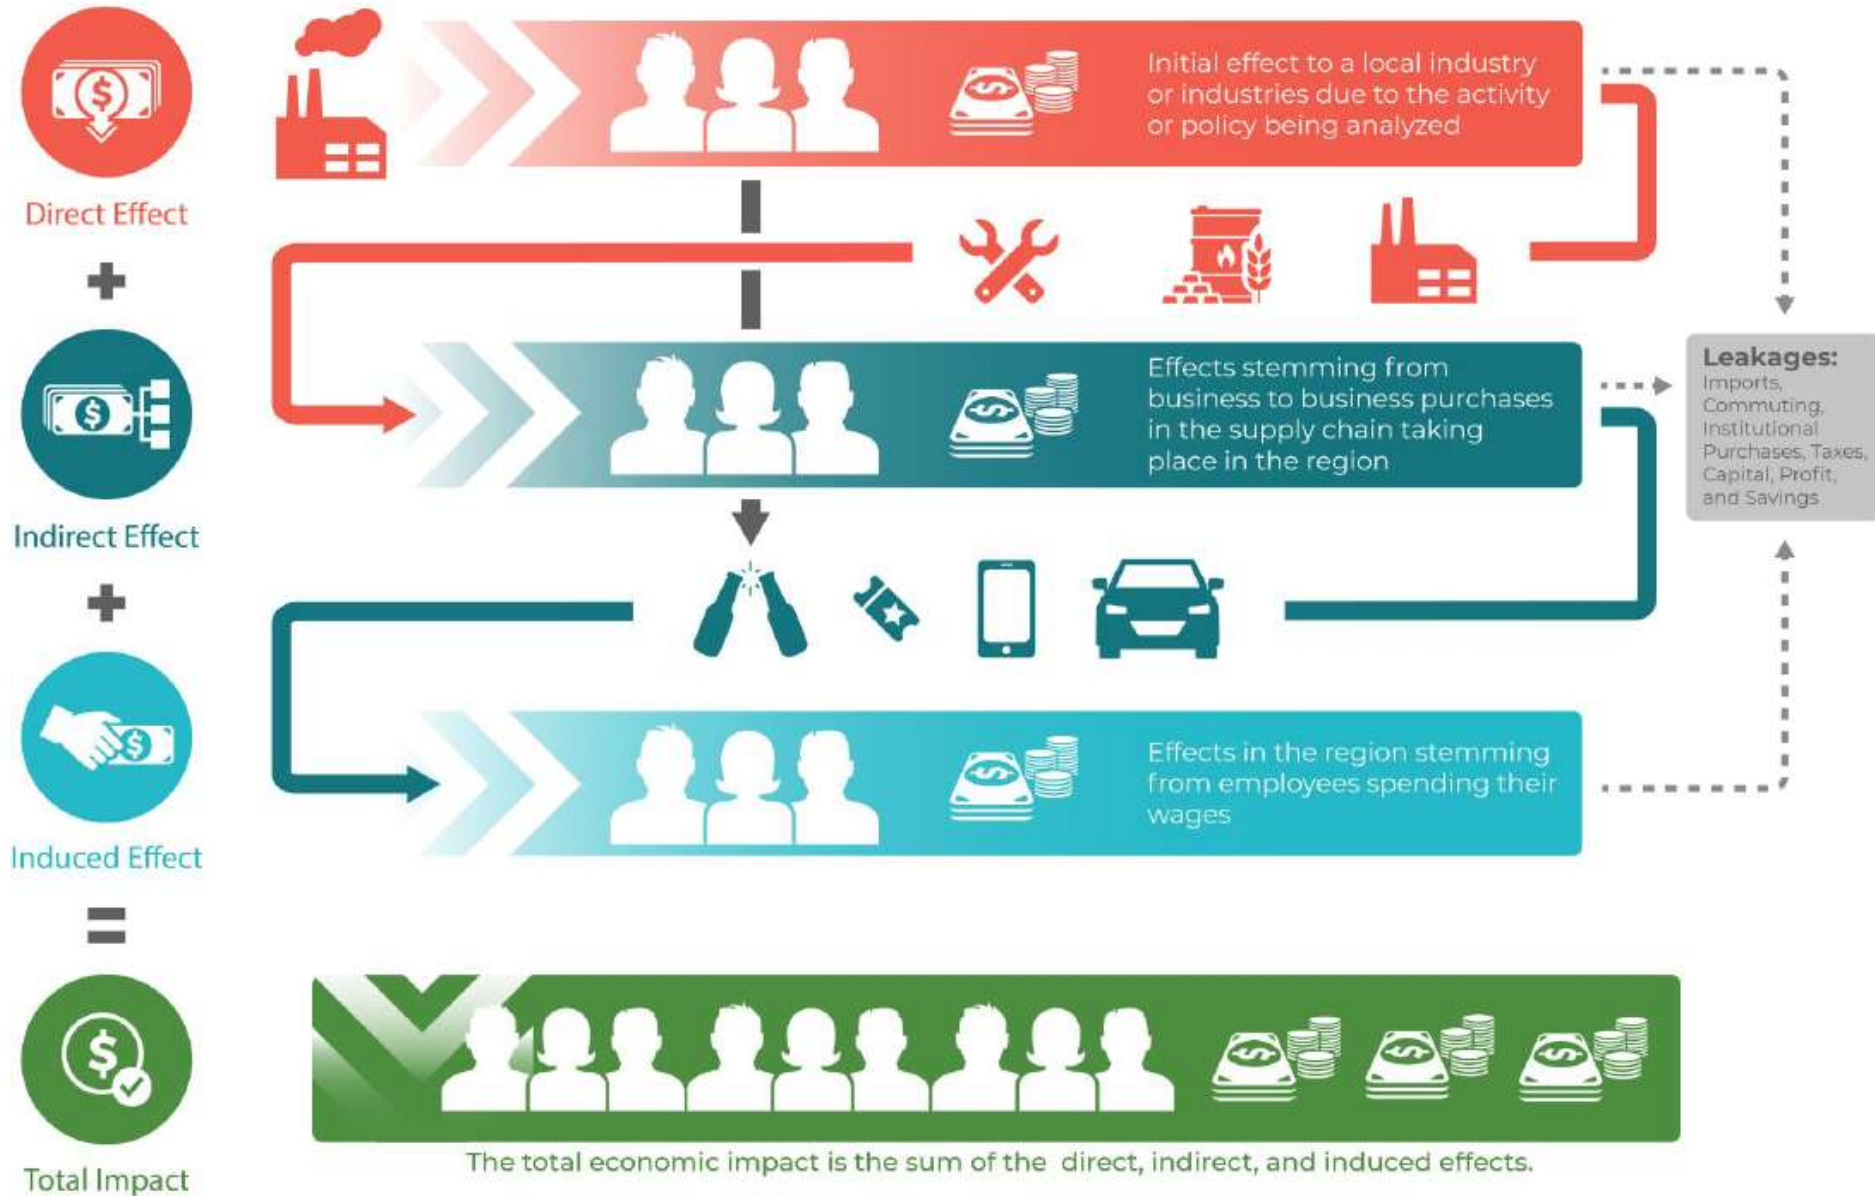 Initial effect to a local industry
or industries due to the activity
or policy being analyzed
Direct Effect
Effects stemming from
business to business purchases
in the supply chain taking
place in the region
Leakages:
Imports,
Commuting,
Institutional
Purchases, Taxes,
Capital, Profit,
and Savings
Indirect Effect
Effects in the region stemming
from employees spending their
wages
Induced Effect
The total economic impact is the sum of the direct, indirect, and induced effects.
Total Impact